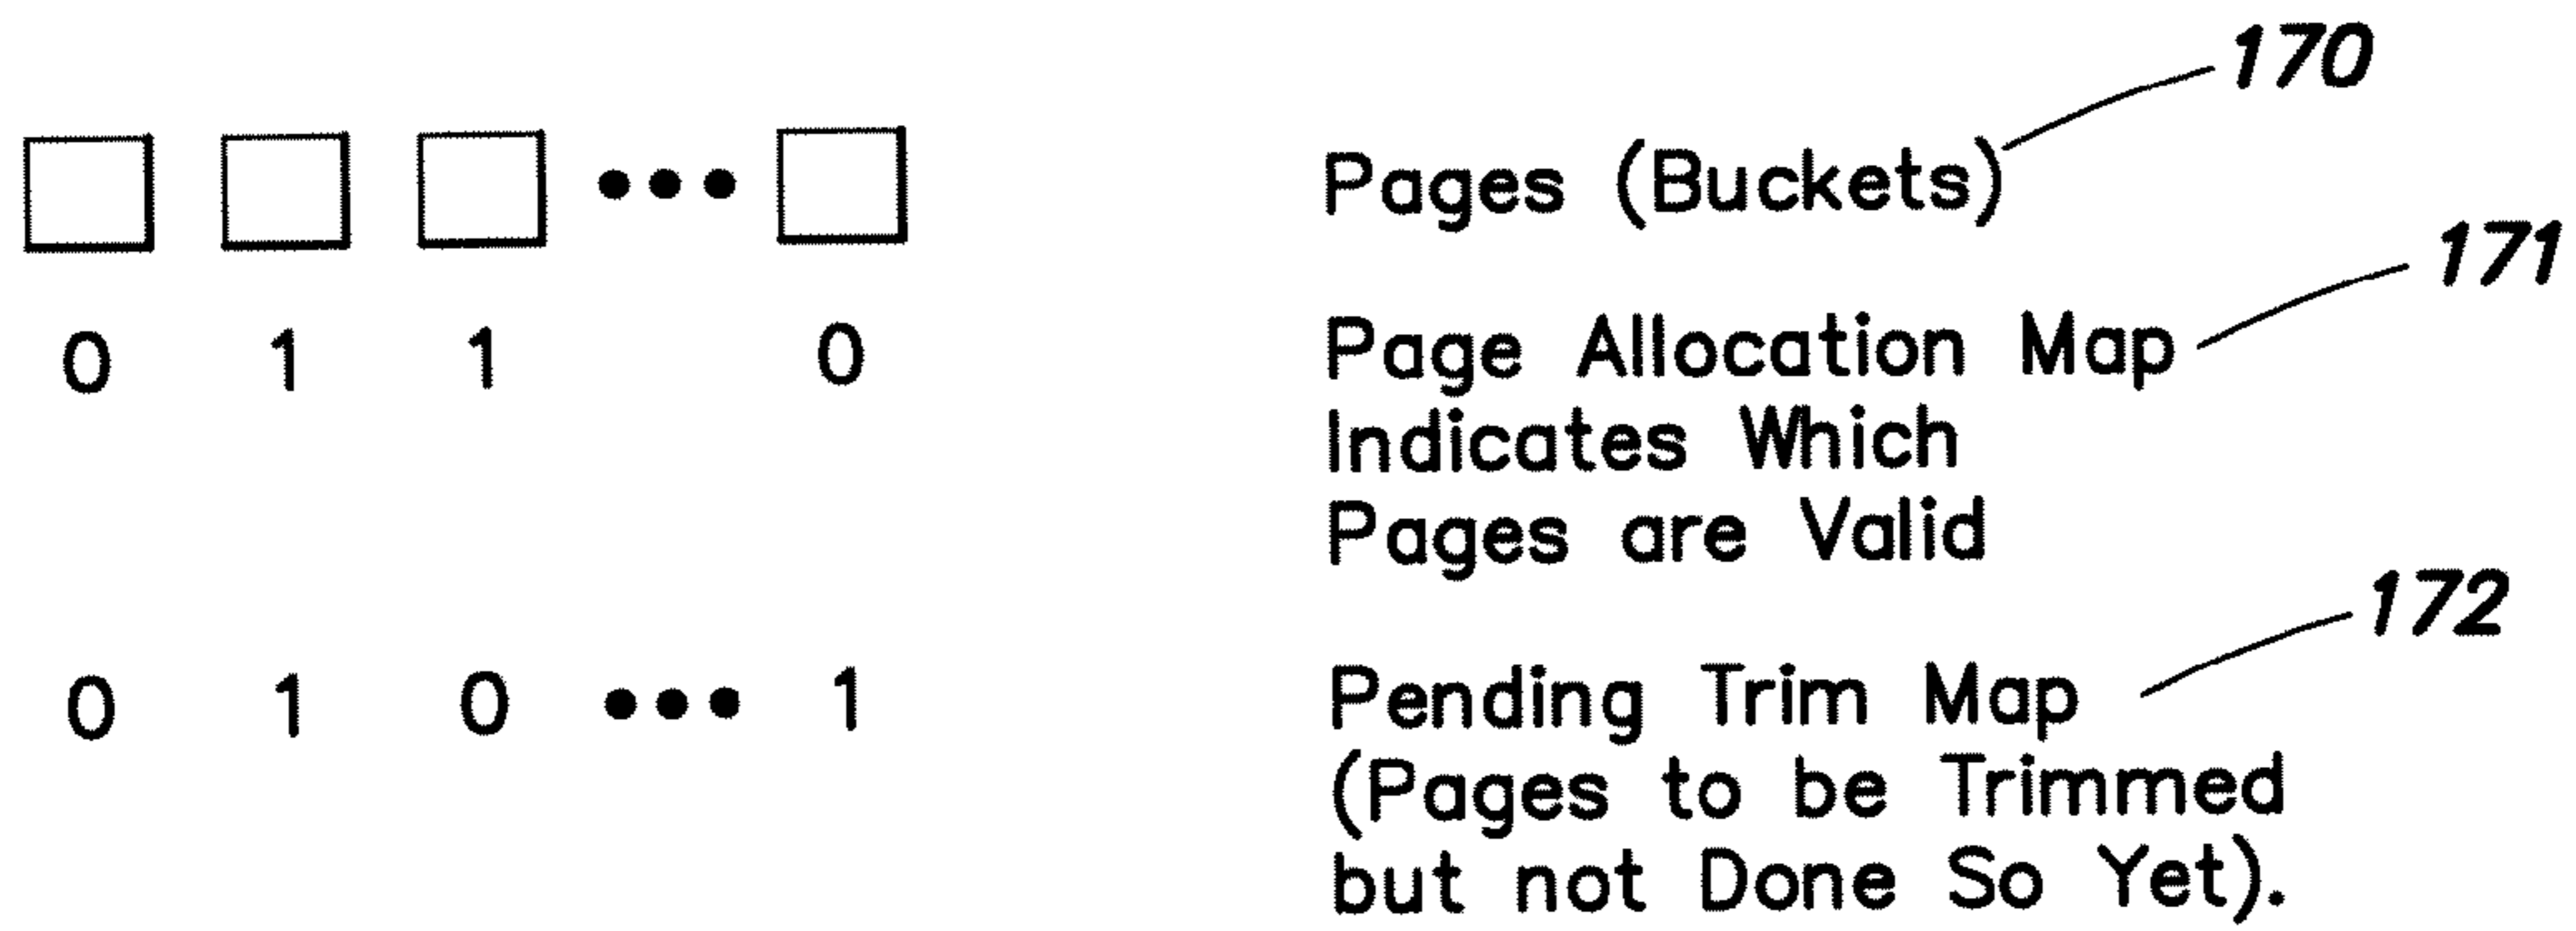 170
Pages (Buckets)
171
0 1 1 0
Page Allocation Map
Indicates Which
Pages are Valid
172
0 1 0 ••• 1
Pending Trim Map
(Pages to be Trimmed
but not Done So Yet).